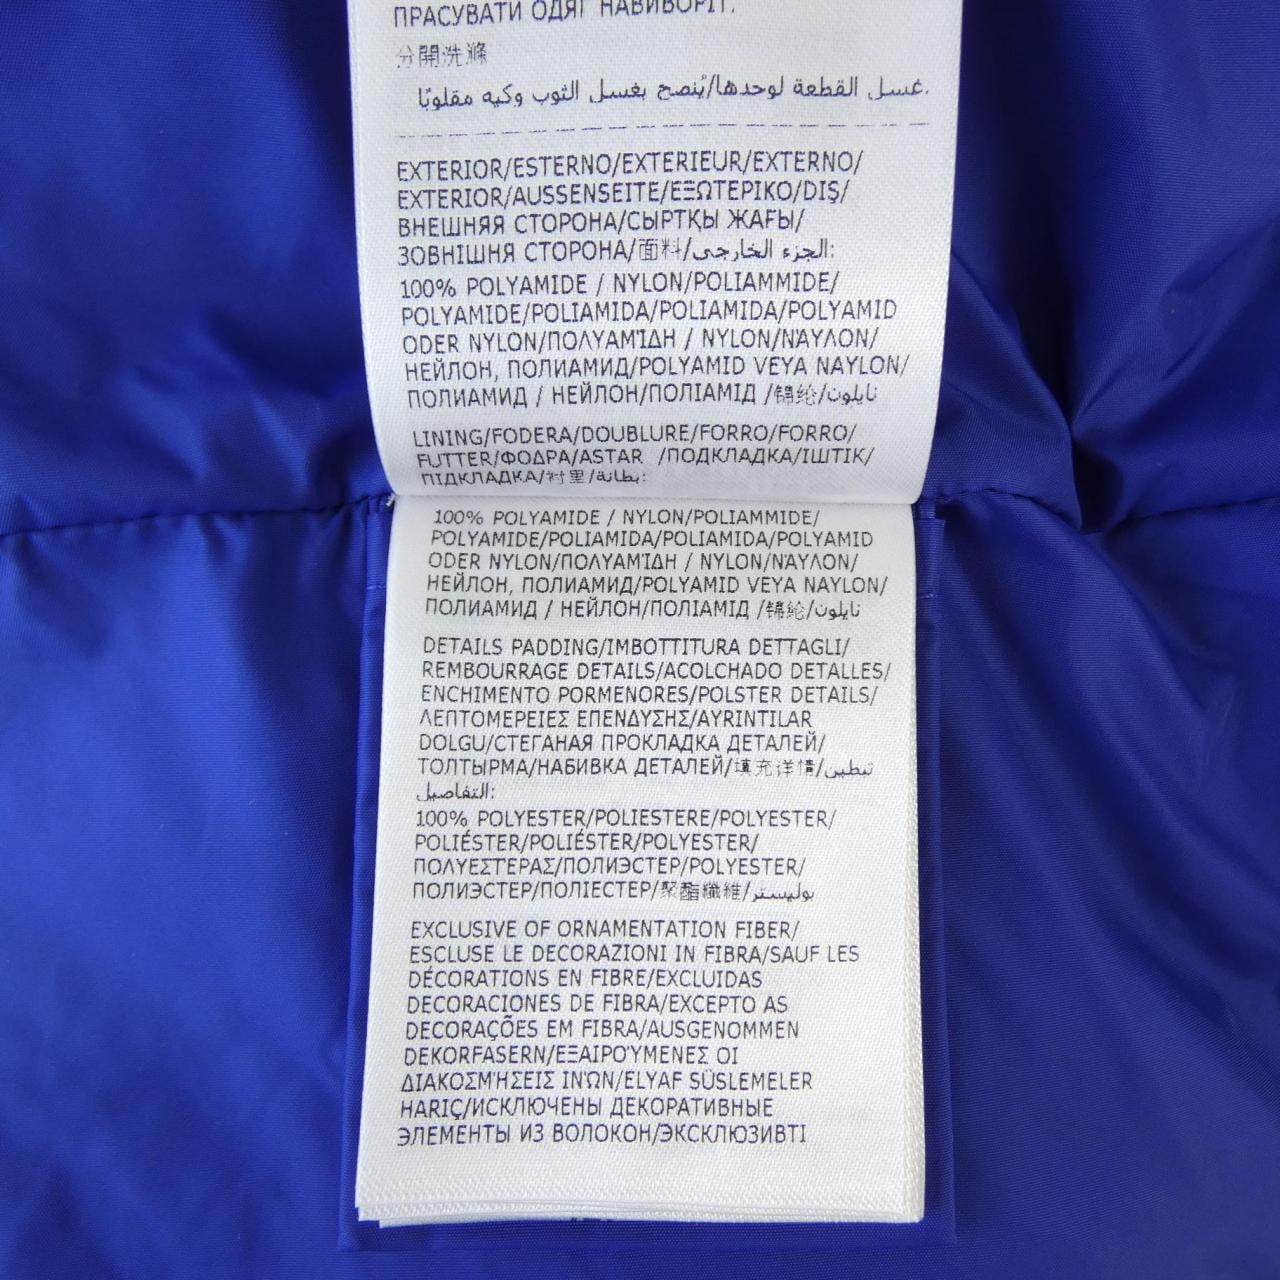 ПРАСУВАТИ ОДЯГ НАВИВОРІТ.
分開洗滌
غسل القطعة لوحدها/يُنصح بغسل الثوب وكيه مقلوبًا.
EXTERIOR/ESTERNO/EXTERIEUR/EXTERNO/
EXTERIOR/AUSSENSEITE/ΕΞΩΤΕΡΙΚΟ/DIŞ/
ВНЕШНЯЯ СТОРОНА/СЫРТҚЫ ЖАҒЫ/
ЗОВНІШНЯ СТОРОНА/面料/الجزء الخارجي:
100% POLYAMIDE / NYLON/POLIAMMIDE/
POLYAMIDE/POLIAMIDA/POLIAMIDA/POLYAMID
ODER NYLON/ΠΟΛΥΑΜΊΔΗ / NYLON/ΝΆΥΛΟΝ/
НЕЙЛОН, ПОЛИАМИД/POLYAMID VEYA NAYLON/
ПОЛИАМИД / НЕЙЛОН/ПОЛІАМІД /锦纶/نايلون
LINING/FODERA/DOUBLURE/FORRO/FORRO/
FUTTER/ΦΟΔΡΑ/ASTAR /ПОДКЛАДКА/ІШТІК/
ПІДКЛАДКА/衬里/بطانة:
100% POLYAMIDE / NYLON/POLIAMMIDE/
POLYAMIDE/POLIAMIDA/POLIAMIDA/POLYAMID
ODER NYLON/ΠΟΛΥΑΜΊΔΗ / NYLON/ΝΆΥΛΟΝ/
НЕЙЛОН, ПОЛИАМИД/POLYAMID VEYA NAYLON/
ПОЛИАМИД / НЕЙЛОН/ПОЛІАМІД /锦纶/نايلون
DETAILS PADDING/IMBOTTITURA DETTAGLI/
REMBOURRAGE DETAILS/ACOLCHADO DETALLES/
ENCHIMENTO PORMENORES/POLSTER DETAILS/
ΛΕΠΤΟΜΕΡΕΙΕΣ ΕΠΕΝΔΥΣΗΣ/AYRINTILAR
DOLGU/СТЕГАНАЯ ПРОКЛАДКА ДЕТАЛЕЙ/
ТОЛТЫРМА/НАБИВКА ДЕТАЛЕЙ/填充详情/تبطين
التفاصيل:
100% POLYESTER/POLIESTERE/POLYESTER/
POLIÉSTER/POLIÉSTER/POLYESTER/
ΠΟΛΥΕΣΤΕΡΑΣ/ПОЛИЭСТЕР/POLYESTER/
ПОЛИЭСТЕР/ПОЛІЕСТЕР/聚酯纖維/بوليستر
EXCLUSIVE OF ORNAMENTATION FIBER/
ESCLUSE LE DECORAZIONI IN FIBRA/SAUF LES
DÉCORATIONS EN FIBRE/EXCLUIDAS
DECORACIONES DE FIBRA/EXCEPTO AS
DECORAÇÕES EM FIBRA/AUSGENOMMEN
DEKORFASERN/ΕΞΑΙΡΟΎΜΕΝΕΣ ΟΙ
ΔΙΑΚΟΣΜΉΣΕΙΣ ΙΝΏΝ/ELYAF SÜSLEMELER
HARİÇ/ИСКЛЮЧЕНЫ ДЕКОРАТИВНЫЕ
ЭЛЕМЕНТЫ ИЗ ВОЛОКОН/ЭКСКЛЮЗИВТІ